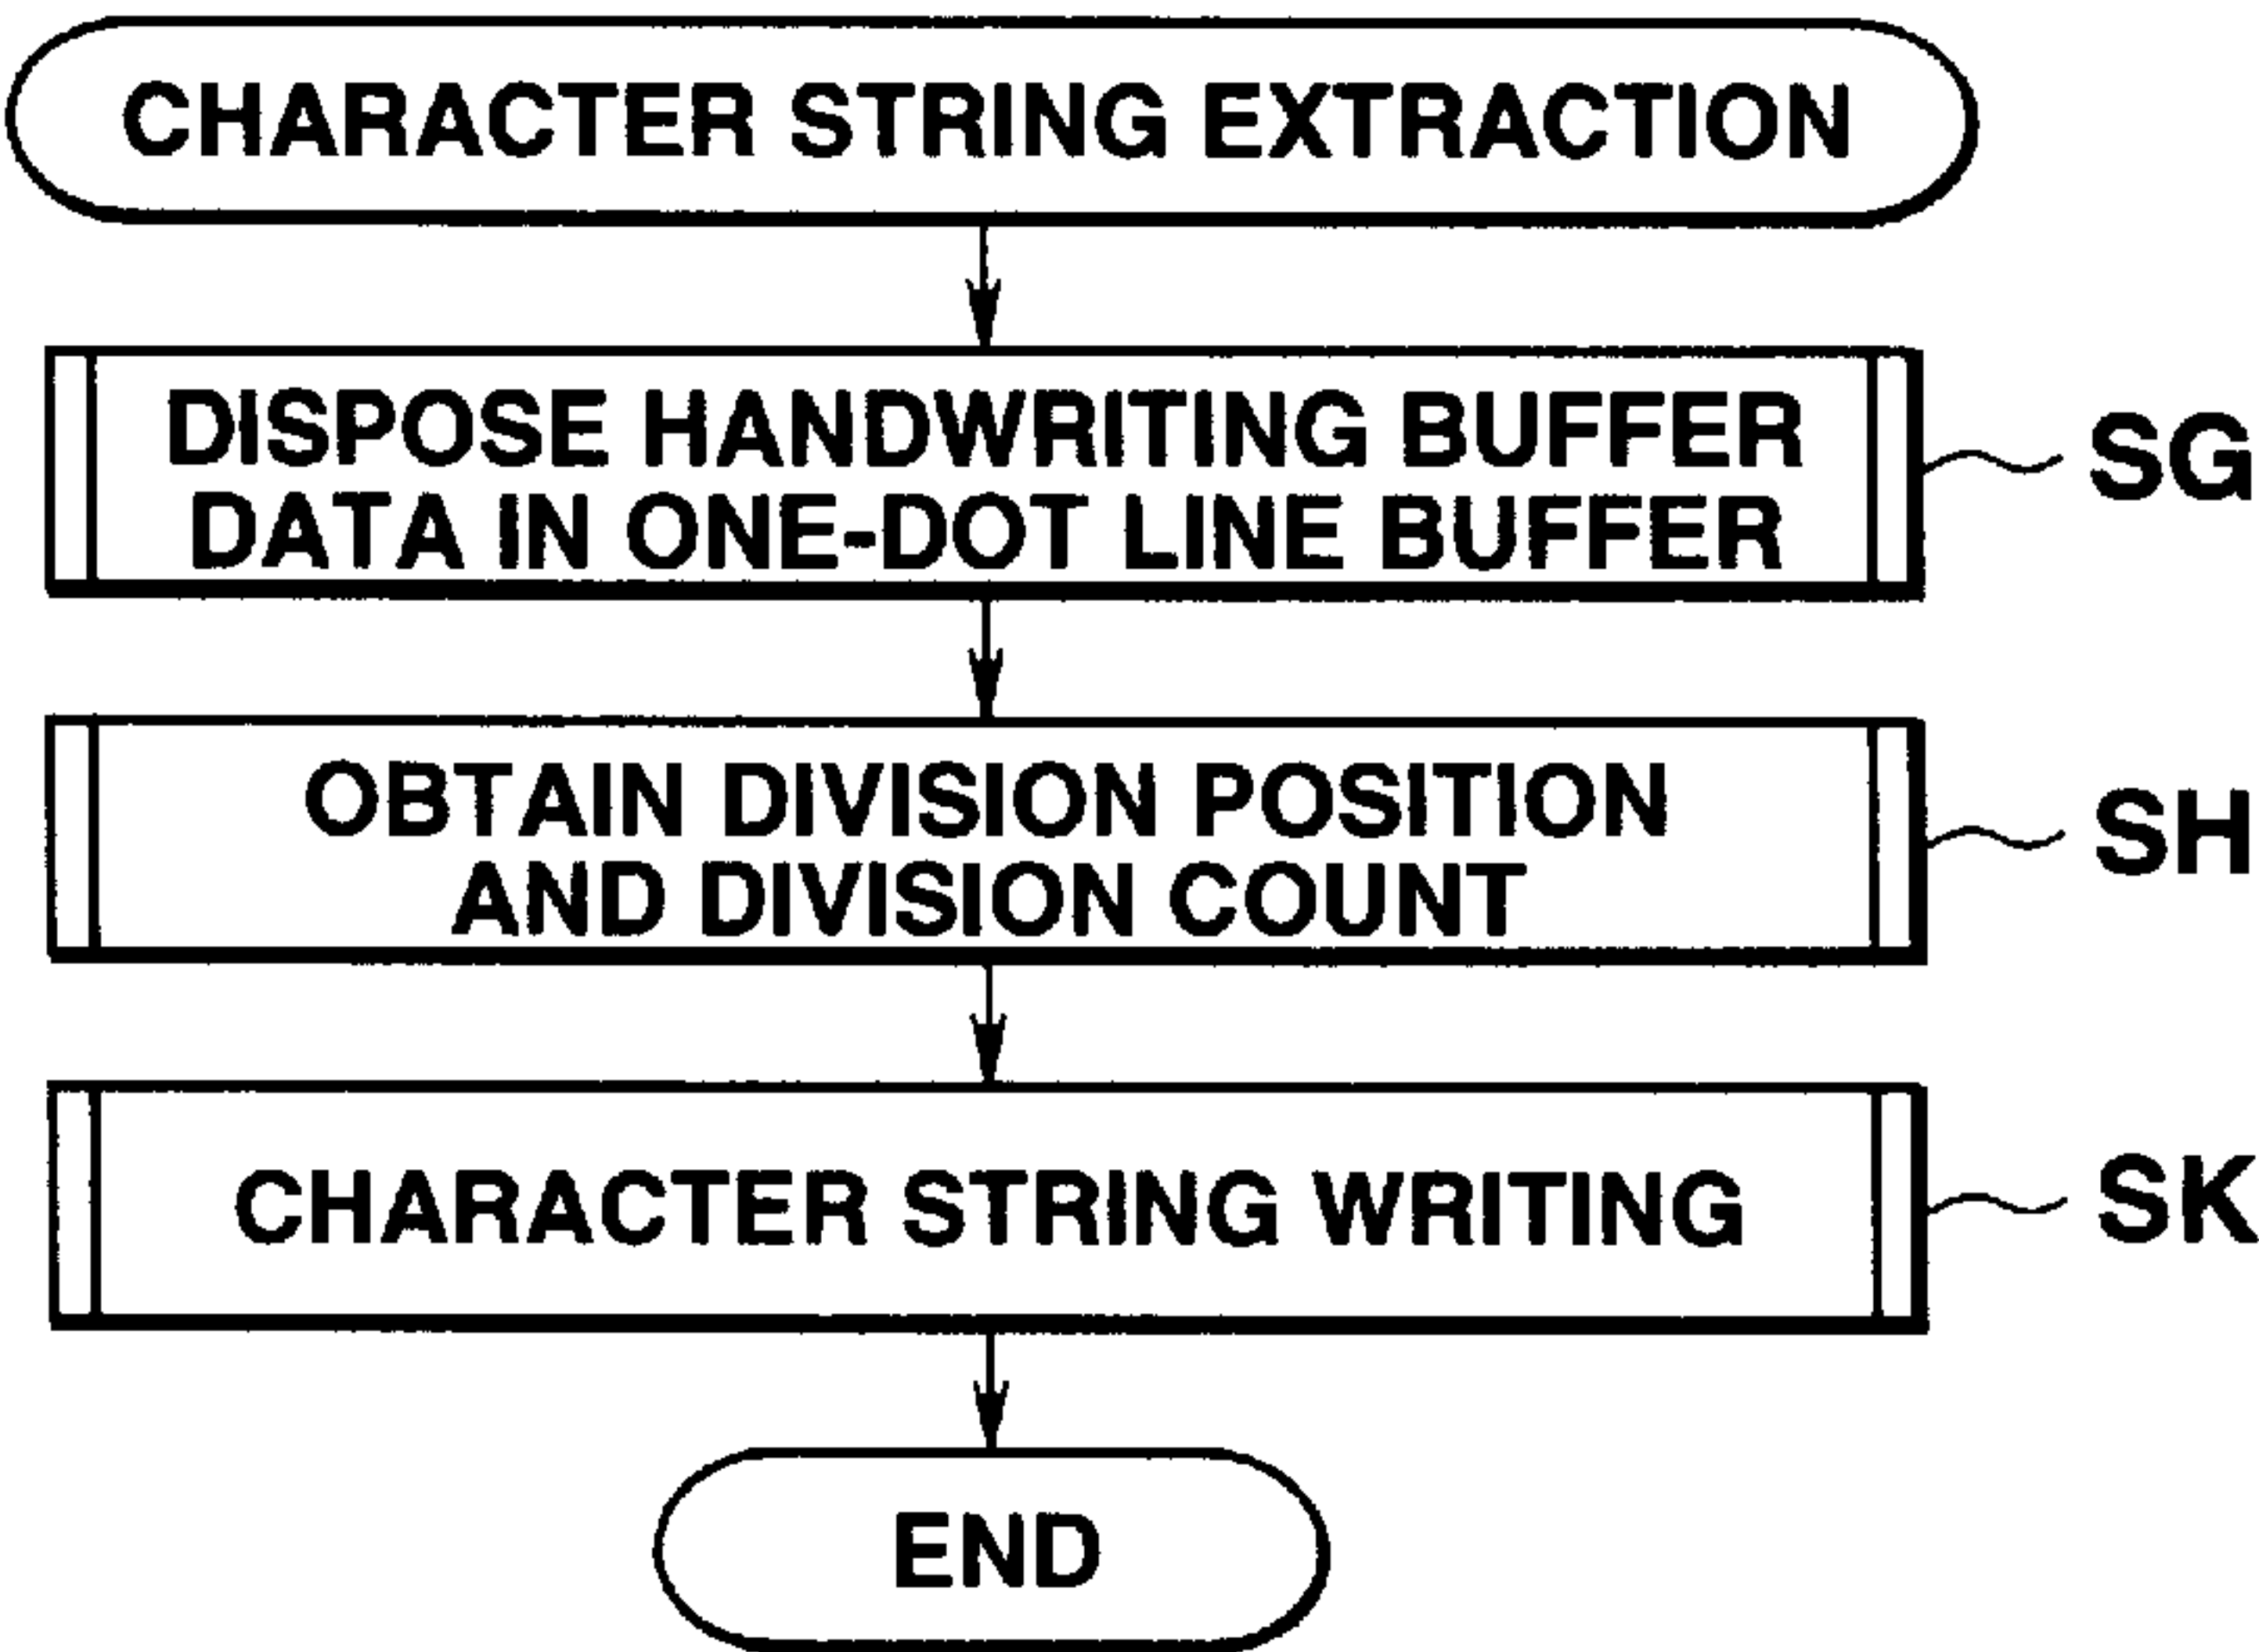 CHARACTER STRING EXTRACTION
DISPOSE HANDWRITING BUFFER
DATA IN ONE-DOT LINE BUFFER
SG
OBTAIN DIVISION POSITION
AND DIVISION COUNT
SH
CHARACTER STRING WRITING
SK
END